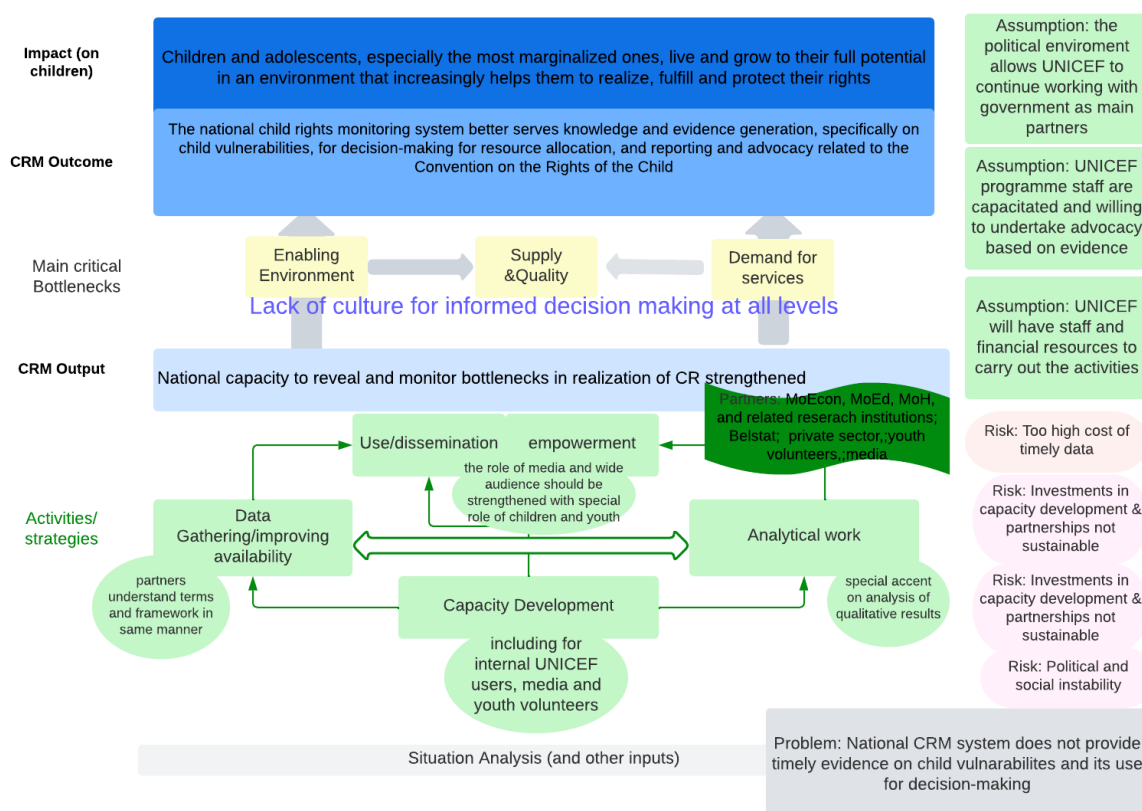 Impact (on
children)
Children and adolescents, especially the most marginalized ones, live and grow to their full potential
in an environment that increasingly helps them to realize, fulfill and protect their rights
CRM Outcome
The national child rights monitoring system better serves knowledge and evidence generation, specifically on
child vulnerabilities, for decision-making for resource allocation, and reporting and advocacy related to the
Convention on the Rights of the Child
Main critical
Bottlenecks
Enabling
Environment
Supply
&Quality
Demand for
services
Lack of culture for informed decision making at all levels
CRM Output
National capacity to reveal and monitor bottlenecks in realization of CR strengthened
Partners: MoEcon, MoEd, MoH,
and related reserach institutions;
Belstat;  private sector,;youth
volunteers,;media
Activities/
strategies
Use/dissemination
empowerment
the role of media and wide
audience should be
strengthened with special
role of children and youth
Data
Gathering/improving
availability
Analytical work
partners
understand terms
and framework in
same manner
Capacity Development
special accent
on analysis of
qualitative results
including for
internal UNICEF
users, media and
youth volunteers
Situation Analysis (and other inputs)
Assumption: the
political enviroment
allows UNICEF to
continue working with
government as main
partners
Assumption: UNICEF
programme staff are
capacitated and willing
to undertake advocacy
based on evidence
Assumption: UNICEF
will have staff and
financial resources to
carry out the activities
Risk: Too high cost of
timely data
Risk: Investments in
capacity development &
partnerships not
sustainable
Risk: Investments in
capacity development &
partnerships not
sustainable
Risk: Political and
social instability
Problem: National CRM system does not provide
timely evidence on child vulnarabilites and its use
for decision-making